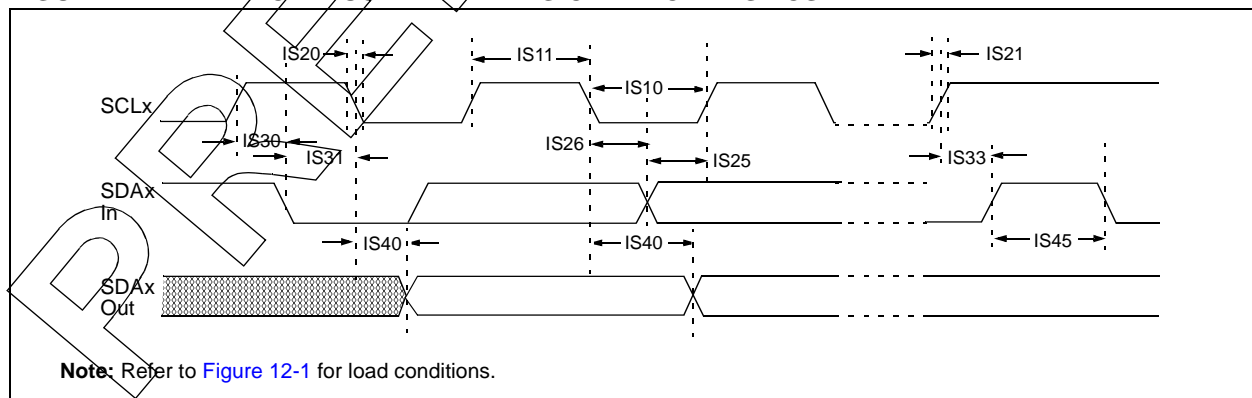 IS20
IS11
IS21
SCLx
IS10
IS30
IS31
IS26
IS25
IS33
SDAx
In
IS40
IS40
IS45
SDAx
Out
Note: Refer to Figure 12-1 for load conditions.